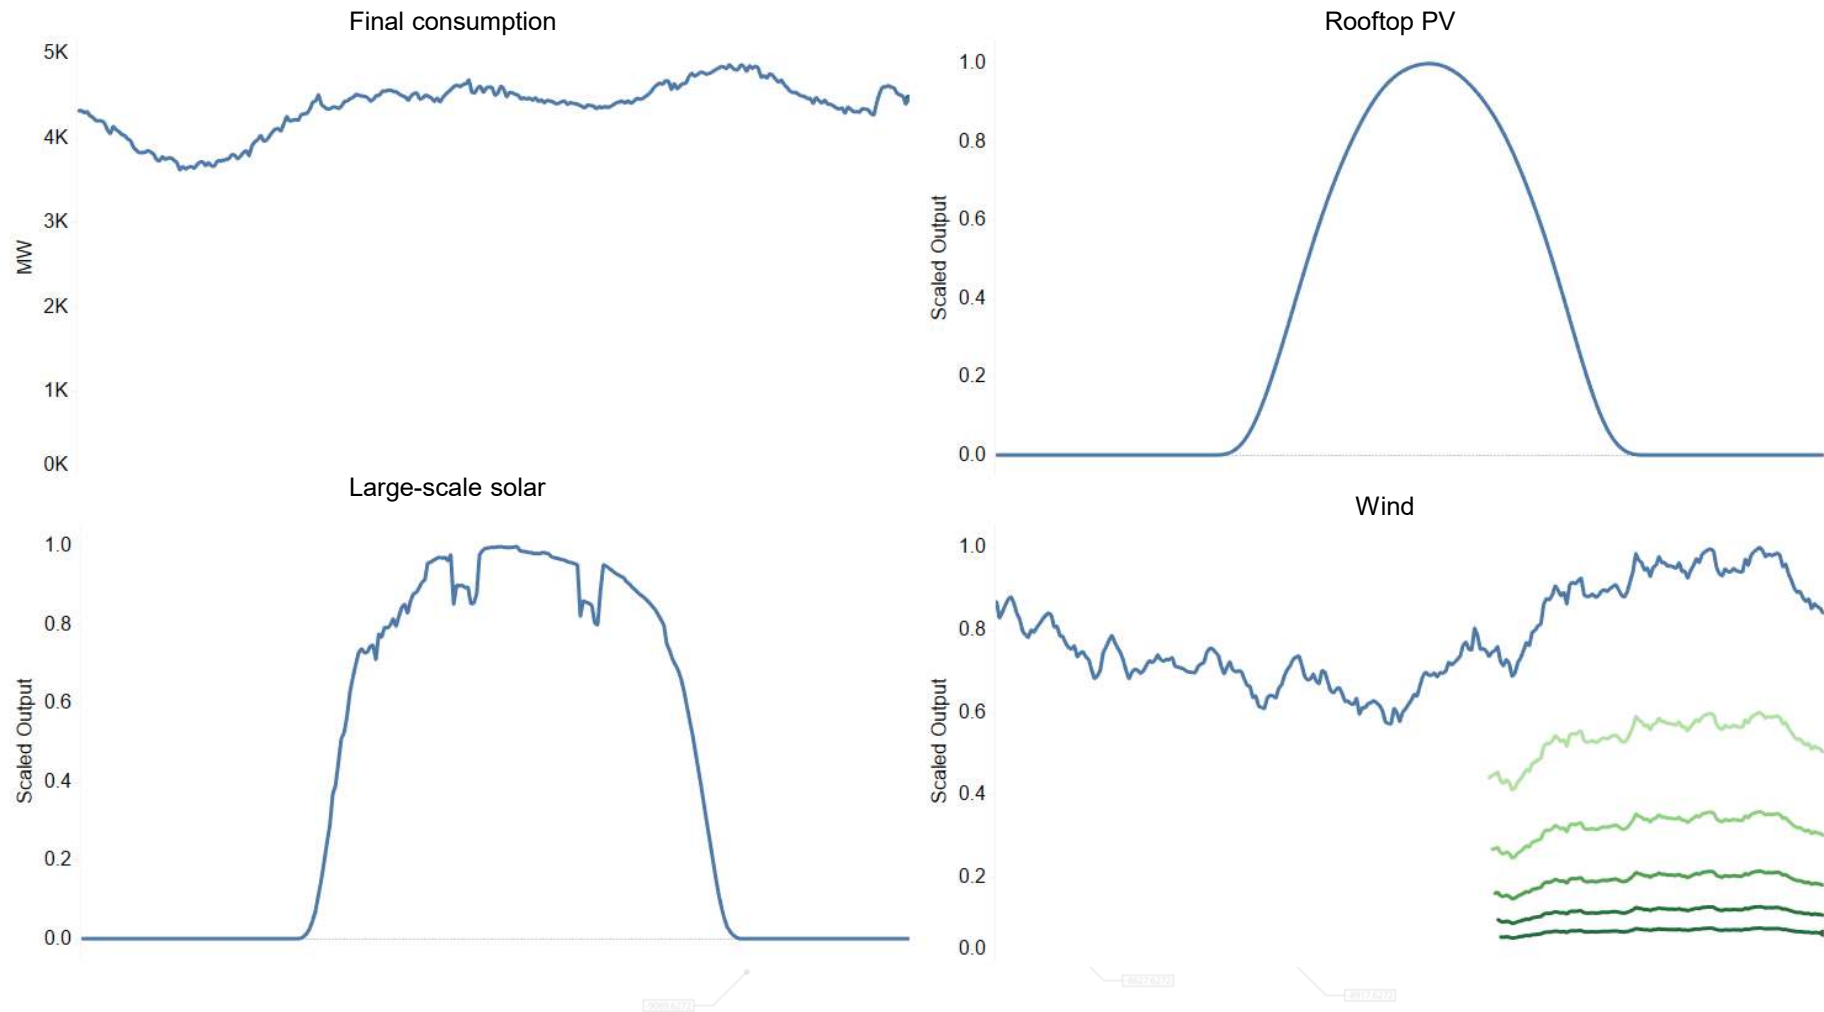 Final consumption
5K
4K
3K
2K
1K
0K
MW
Rooftop PV
1.0
0.8
0.6
0.4
0.2
0.0
Scaled Output
Large-scale solar
1.0
0.8
0.6
0.4
0.2
0.0
Scaled Output
Wind
1.0
0.8
0.6
0.4
0.2
0.0
Scaled Output